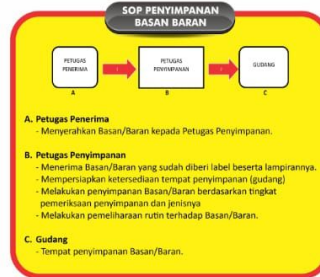 SOP PENYIMPANAN
BASAN BARAN
PETUGAS
PENERIMA
PETUGAS
PENYIMPANAN
GUDANG
A
B
C
A. Petugas Penerima
- Menyerahkan Basan/Baran kepada Petugas Penyimpanan.
B. Petugas Penyimpanan
- Menerima Basan/Baran yang sudah diberi label beserta lampirannya.
- Mempersiapkan ketersediaan tempat penyimpanan (gudang)
- Melakukan penyimpanan Basan/Baran berdasarkan tingkat
pemeriksaan penyimpanan dan jenisnya
- Melakukan pemeliharaan rutin terhadap Basan/Baran.
C. Gudang
- Tempat penyimpanan Basan/Baran.